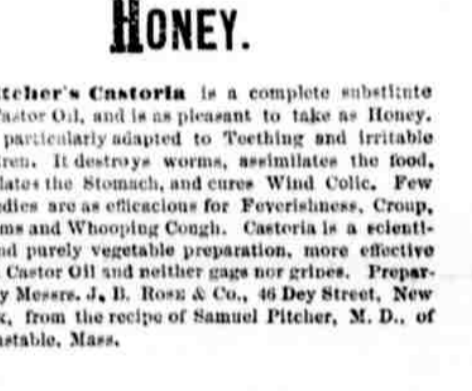 HONEY.
tcher's Castoria is a complete substitute
Castor Oil, and is as pleasant to take as Honey.
particularly adapted to Teething and irritable
ren. It destroys worms, assimilates the food,
lates the Stomach, and cures Wind Colic. Few
dies are as efficacious for Feverishness, Croup,
ms and Whooping Cough. Castoria is a scienti-
nd purely vegetable preparation, more effective
Castor Oil and neither gags nor gripes. Prepar-
y Messrs. J. B. Rose & Co., 46 Dey Street, New
k, from the recipe of Samuel Pitcher, M. D., of
nstable, Mass.